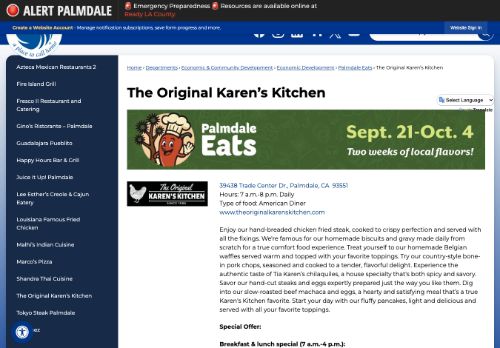 ALERT PALMDALE
🚨 Emergency Preparedness 🚨 Resources are available online at
Ready LA County.
Create a Website Account - Manage notification subscriptions, save form progress and more.
Website Sign In
a place to call home
Aztecs Mexican Restaurants 2
Fire Island Grill
Fresco II Restaurant and
Catering
Gino's Ristorante – Palmdale
Guadalajara Pueblito
Happy Hours Bar & Grill
Juice It Up! Palmdale
Lee Esther's Creole & Cajun
Eatery
Louisiana Famous Fried
Chicken
Malhi's Indian Cuisine
Marco's Pizza
Shandra Thai Cuisine
The Original Karen's Kitchen
Tokyo Steak Palmdale
Home › Departments › Economic & Community Development › Economic Development › Palmdale Eats › The Original Karen's Kitchen
The Original Karen's Kitchen
Select Language
Translate
Palmdale
Eats
Sept. 21-Oct. 4
Two weeks of local flavors!
The Original
KAREN'S KITCHEN
39438 Trade Center Dr., Palmdale, CA 93551
Hours: 7 a.m.-8 p.m. Daily
Type of food: American Diner
www.theoriginalkarenskitchen.com
Enjoy our hand-breaded chicken fried steak, cooked to crispy perfection and served with
all the fixings. We're famous for our homemade biscuits and gravy made daily from
scratch for a true comfort food experience. Treat yourself to our homemade Belgian
waffles served warm and topped with your favorite toppings. Try our country-style bone-
in pork chops, seasoned and cooked to a tender, flavorful delight. Experience the
authentic taste of Tia Karen's chilaquiles, a house specialty that's both spicy and savory.
Savor our hand-cut steaks and eggs expertly prepared just the way you like them. Dig
into our slow-roasted beef machaca and eggs, a hearty and satisfying meal that's a true
Karen's Kitchen favorite. Start your day with our fluffy pancakes, light and delicious and
served with all your favorite toppings.
Special Offer:
Breakfast & lunch special (7 a.m.-4 p.m.):